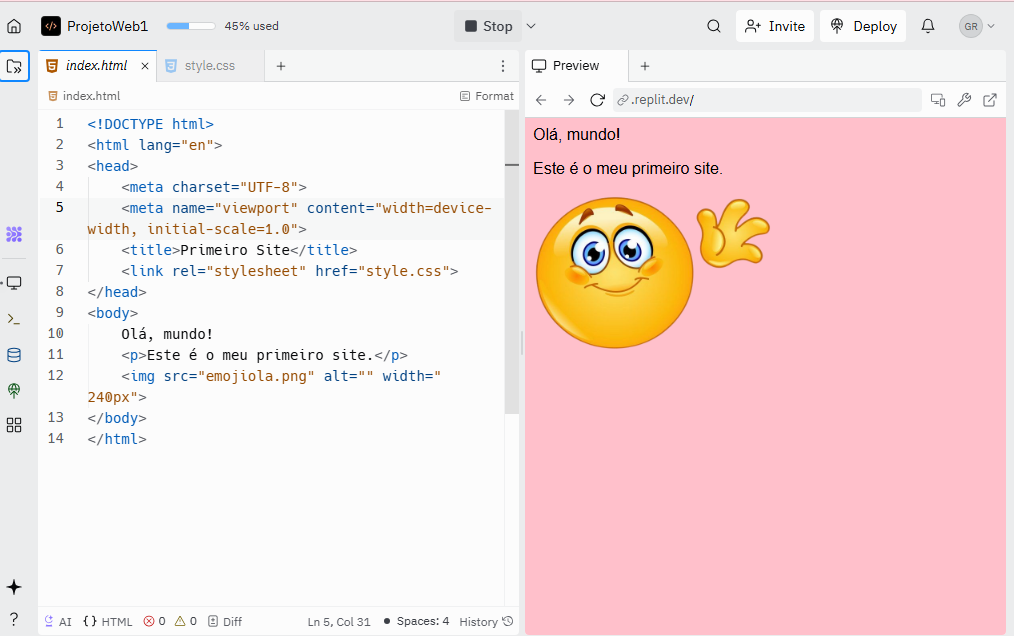 ProjetoWeb1 45% used Stop Invite Deploy GR
index.html style.css
index.html Format
1 <!DOCTYPE html>
2 <html lang="en">
3 <head>
4 <meta charset="UTF-8">
5 <meta name="viewport" content="width=device-
width, initial-scale=1.0">
6 <title>Primeiro Site</title>
7 <link rel="stylesheet" href="style.css">
8 </head>
9 <body>
10 Olá, mundo!
11 <p>Este é o meu primeiro site.</p>
12 <img src="emojiola.png" alt="" width="
240px">
13 </body>
14 </html>
AI {} HTML 0 0 Diff Ln 5, Col 31 Spaces: 4 History
Preview
.replit.dev/
Olá, mundo!
Este é o meu primeiro site.